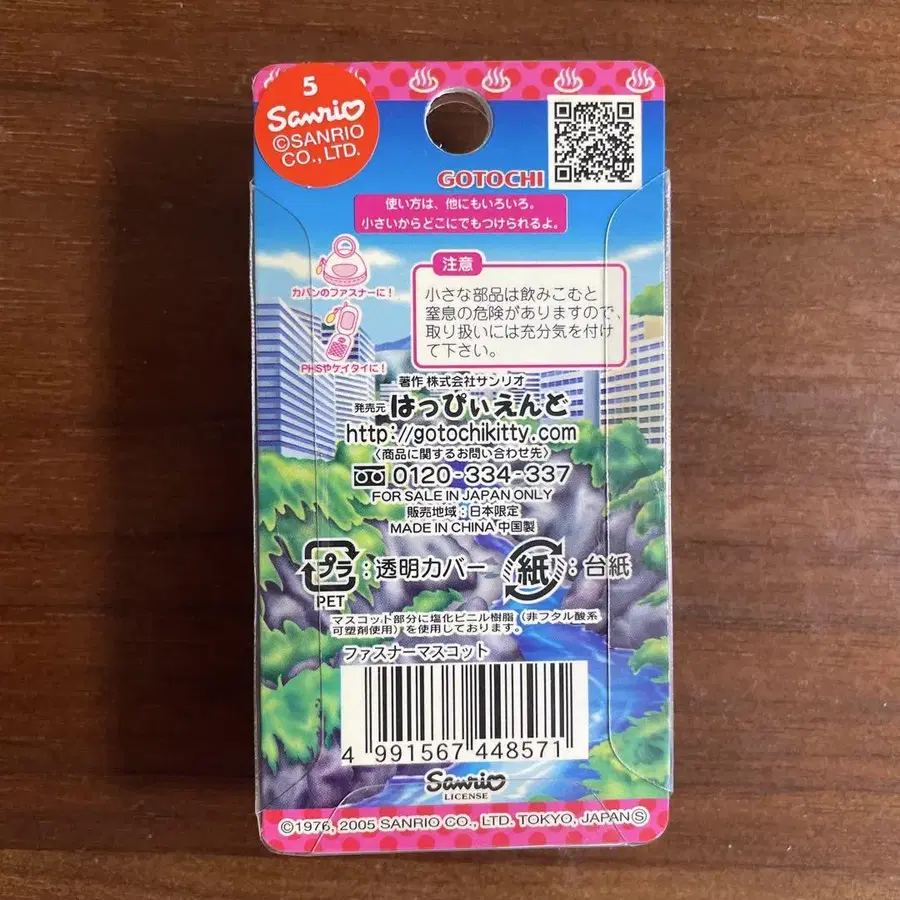 5
Sanrio
©SANRIO
CO., LTD.
GOTOCHI
使い方は、他にもいろいろ。
小さいからどこにでもつけられるよ。
カバンのファスナーに!
PHSやケイタイに!
注意
小さな部品は飲みこむと
窒息の危険がありますので、
取り扱いには充分気を付け
て下さい。
著作 株式会社サンリオ
発売元 はっぴぃえんど
http://gotochikitty.com
〈商品に関するお問い合わせ先〉
0120-334-337
FOR SALE IN JAPAN ONLY
販売地域:日本限定
MADE IN CHINA 中国製
プラ:透明カバー 紙:台紙
PET
マスコット部分に塩化ビニル樹脂(非フタル酸系
可塑剤使用)を使用しております。
ファスナーマスコット
4 991567 448571
Sanrio
LICENSE
©1976, 2005 SANRIO CO., LTD. TOKYO, JAPAN Ⓢ